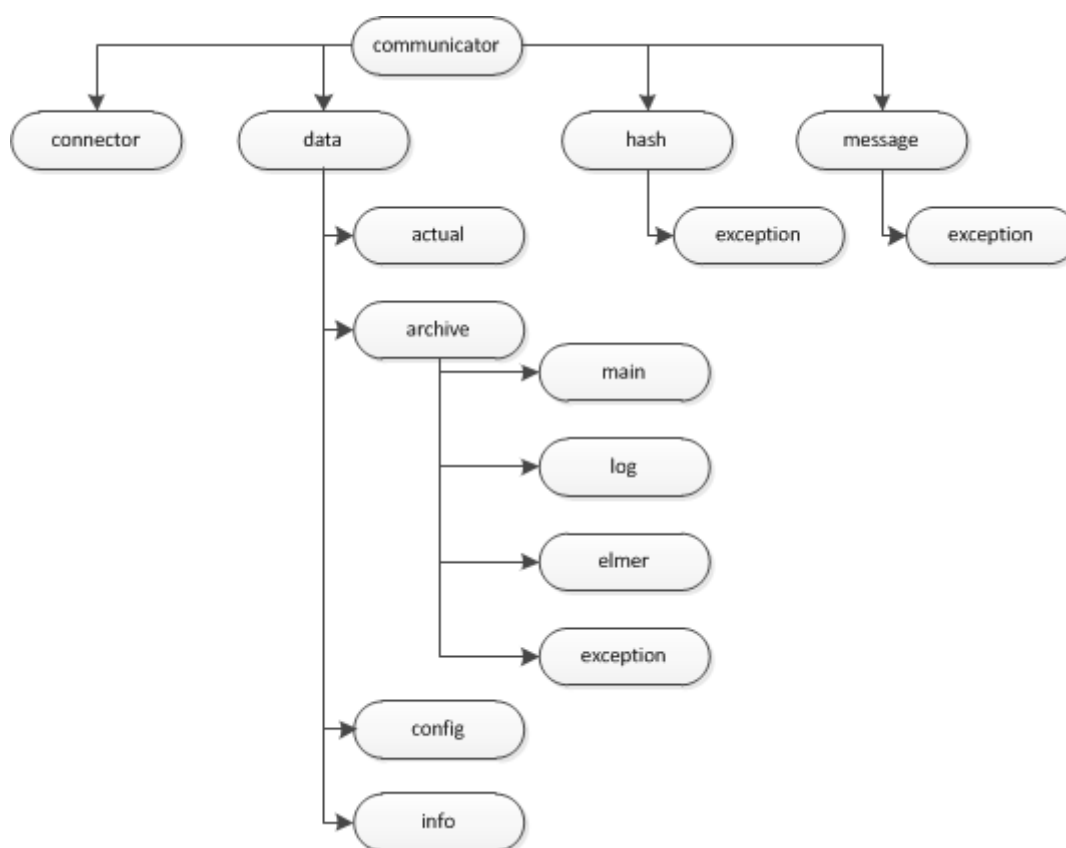 communicator
connector
data
hash
message
actual
exception
exception
archive
main
log
elmer
exception
config
info